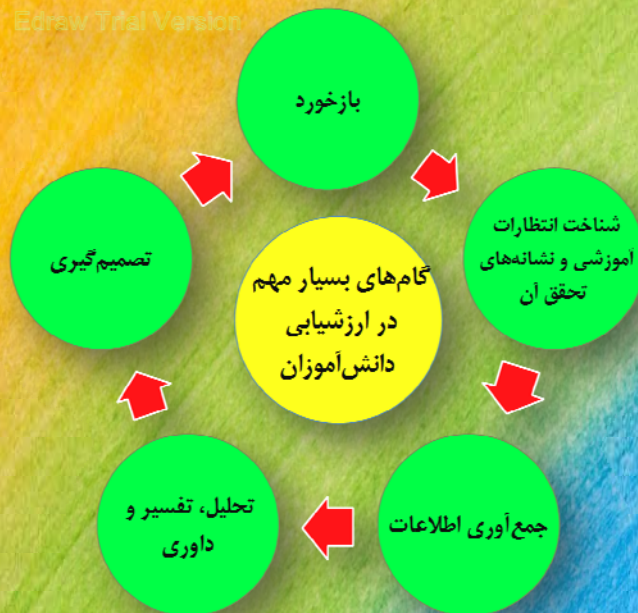 Edraw Trial Version
بازخورد
شناخت انتظارات
آموزشی و نشانه‌های
تحقق آن
جمع‌آوری اطلاعات
تحلیل، تفسیر و
داوری
تصمیم‌گیری
گام‌های بسیار مهم
در ارزشیابی
دانش‌آموزان